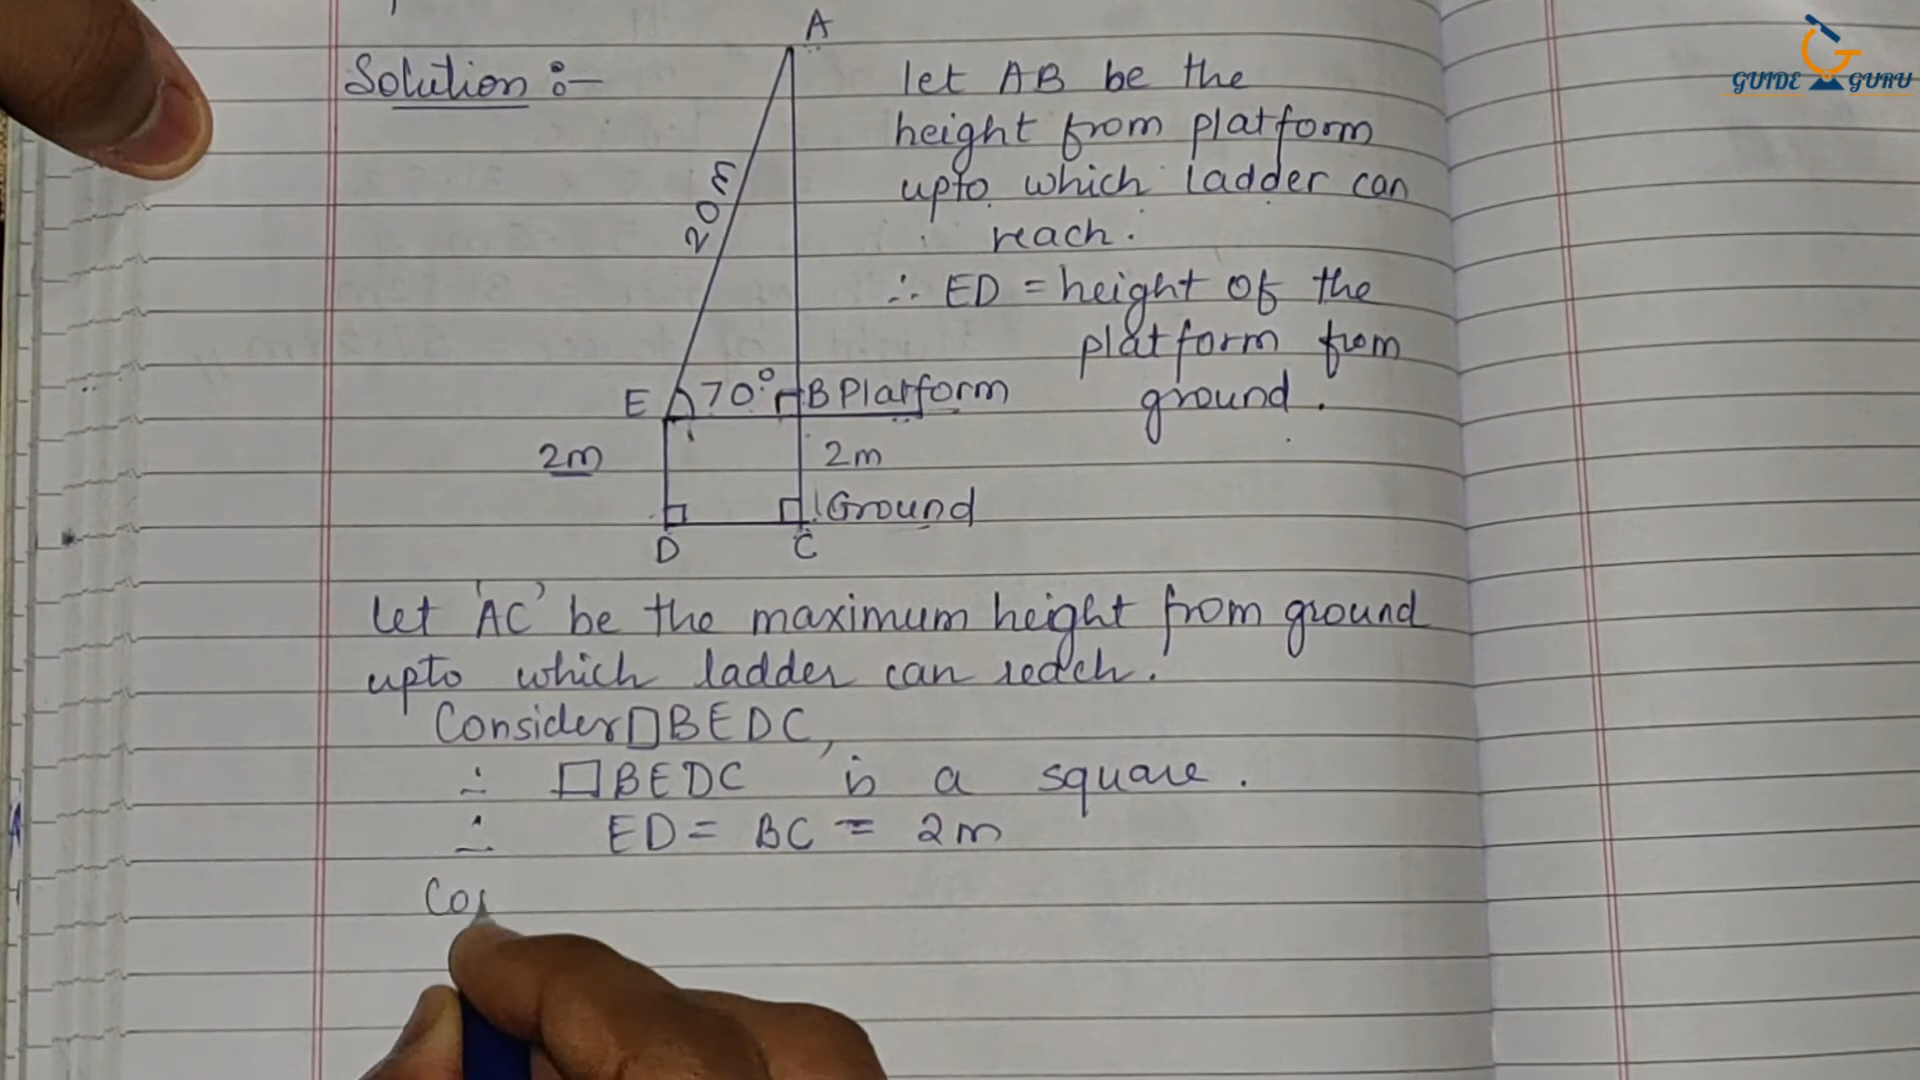 A
Solution :-
let AB be the
height from platform
upto which ladder can
reach.
∴ ED = height of the
platform from
ground.
20m
E 70° B Platform
2m 2m
Ground
D C
Let 'AC' be the maximum height from ground
upto which ladder can reach.
Consider □BEDC,
∴ □BEDC is a square.
∴ ED = BC = 2m
Con
GUIDE GURU